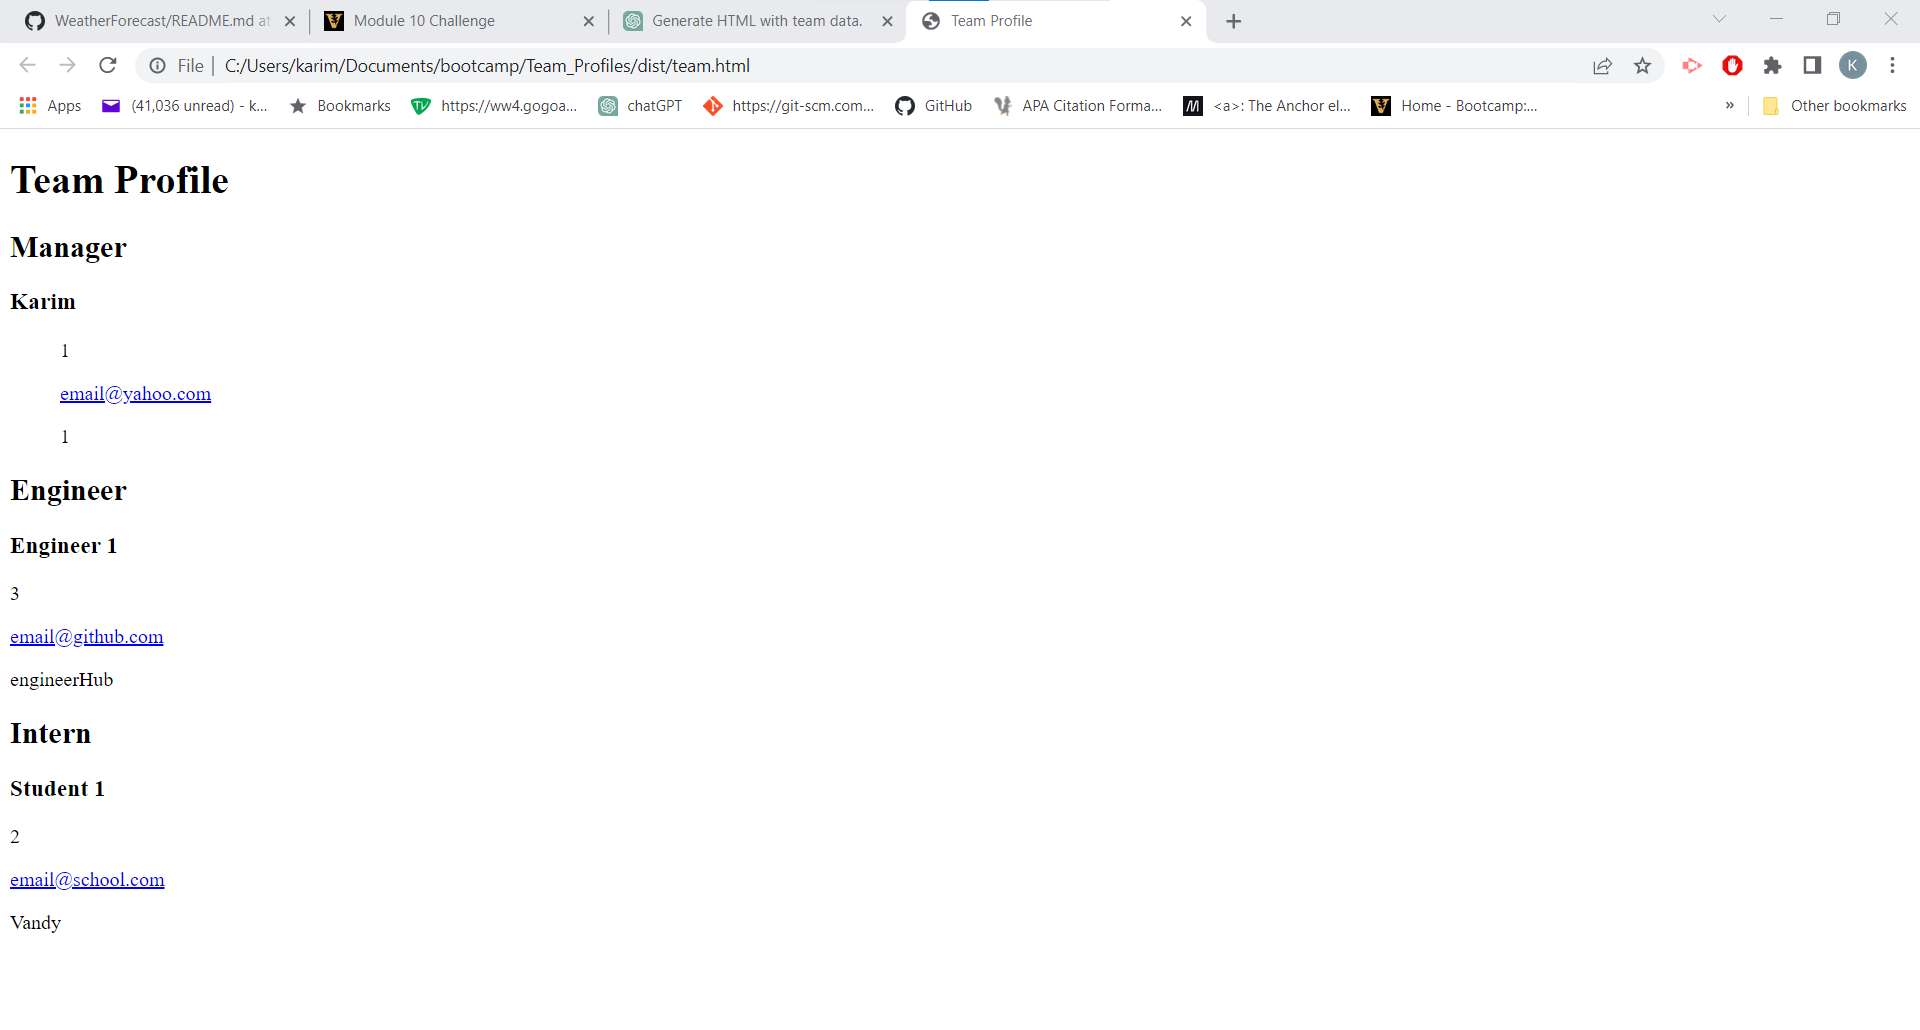 WeatherForecast/README.md at
Module 10 Challenge
Generate HTML with team data.
Team Profile
File | C:/Users/karim/Documents/bootcamp/Team_Profiles/dist/team.html
K
Apps
(41,036 unread) - k...
Bookmarks
TV
https://ww4.gogoa...
chatGPT
https://git-scm.com...
GitHub
APA Citation Forma...
M
<a>: The Anchor el...
Home - Bootcamp:...
»
Other bookmarks
Team Profile
Manager
Karim
1
email@yahoo.com
1
Engineer
Engineer 1
3
email@github.com
engineerHub
Intern
Student 1
2
email@school.com
Vandy